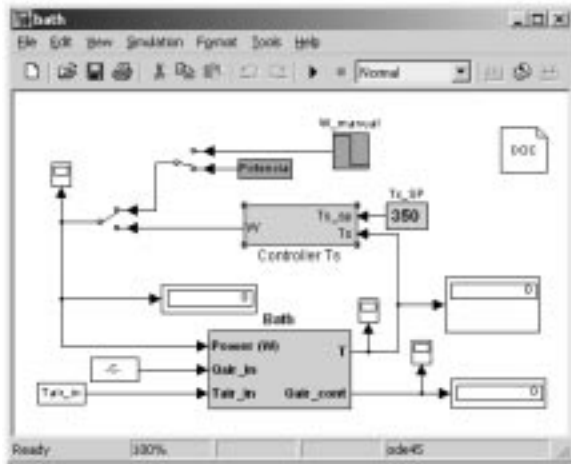 bath
File Edit View Simulation Format Tools Help
Normal
W_manual
Potencia
DOC
Ts_SP
350
W
Ts_sp
Ts
Controller Ts
0
0
Bath
Power (W)
T
-C-
Gair_in
Tair_in
Tair_in
Gair_cont
0
Ready 100% ode45